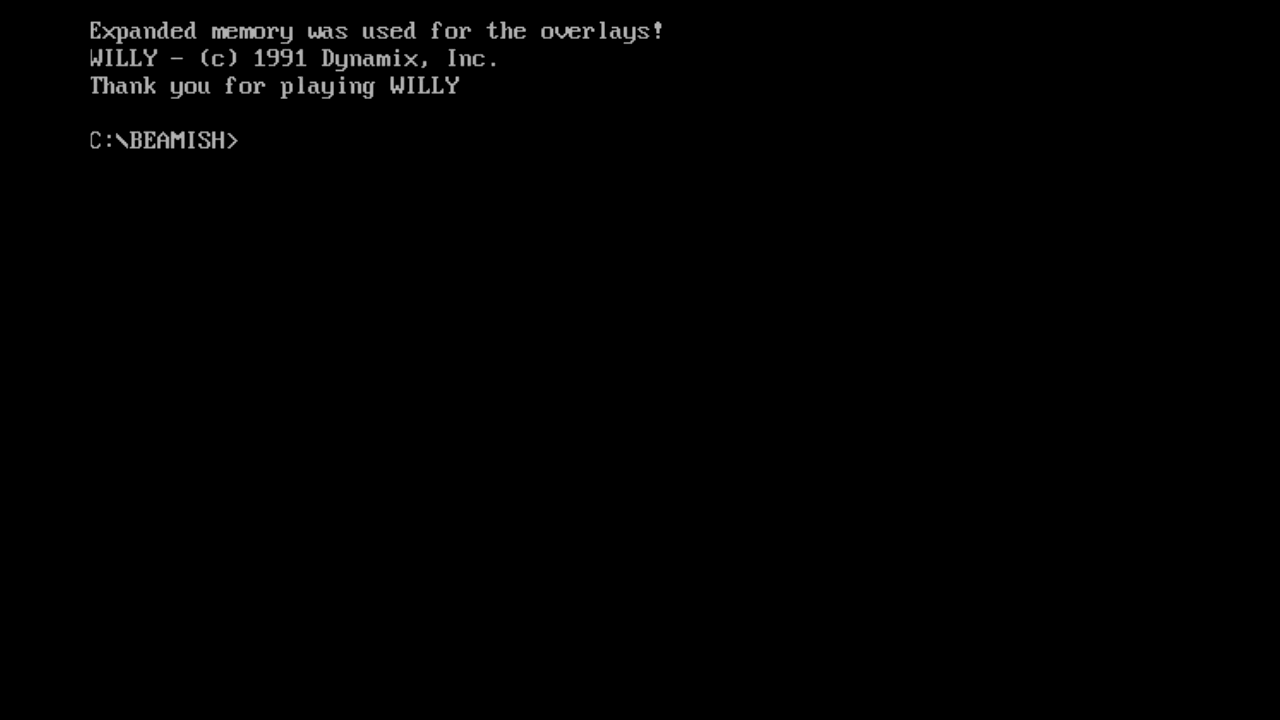 Expanded memory was used for the overlays!
WILLY - (c) 1991 Dynamix, Inc.
Thank you for playing WILLY
C:\BEAMISH>